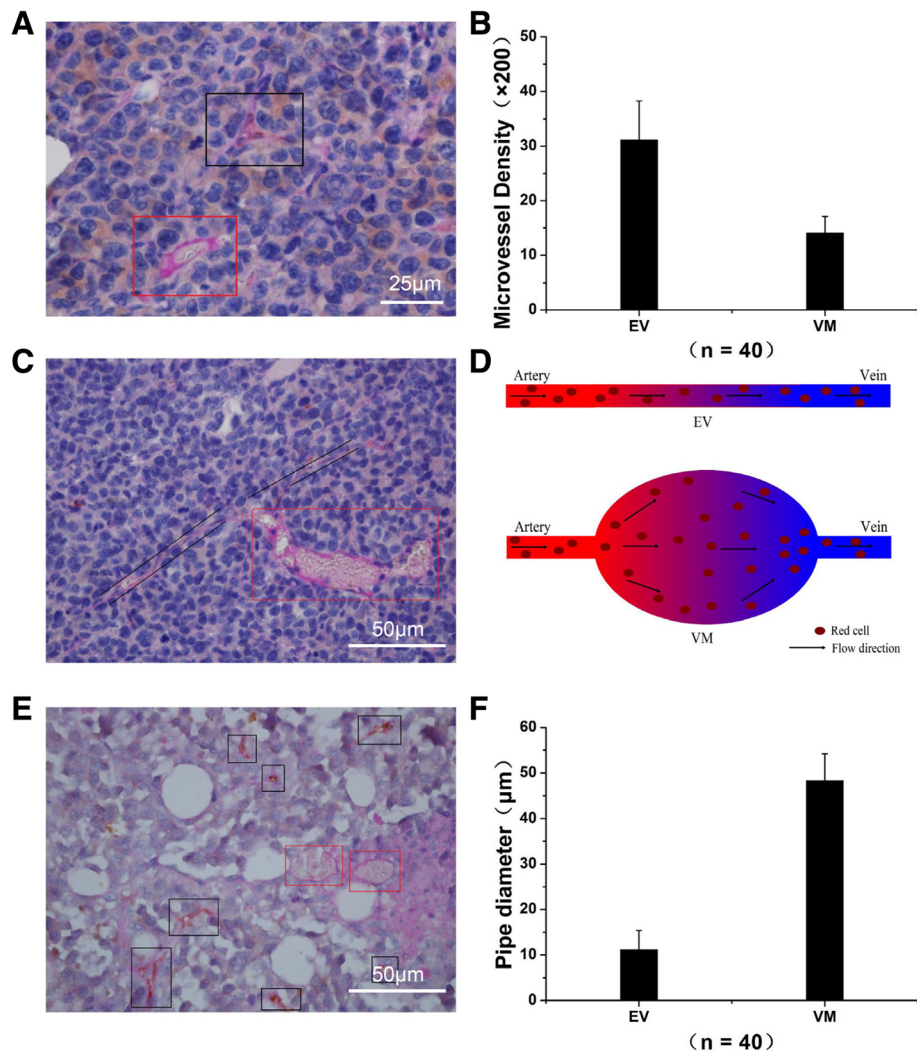 A
25µm
B
Microvessel Density（×200）
50
40
30
20
10
0
EV
VM
（n = 40）
C
50µm
D
Artery
Vein
EV
Artery
Vein
VM
Red cell
Flow direction
E
50µm
F
Pipe diameter（µm）
60
50
40
30
20
10
0
EV
VM
（n = 40）